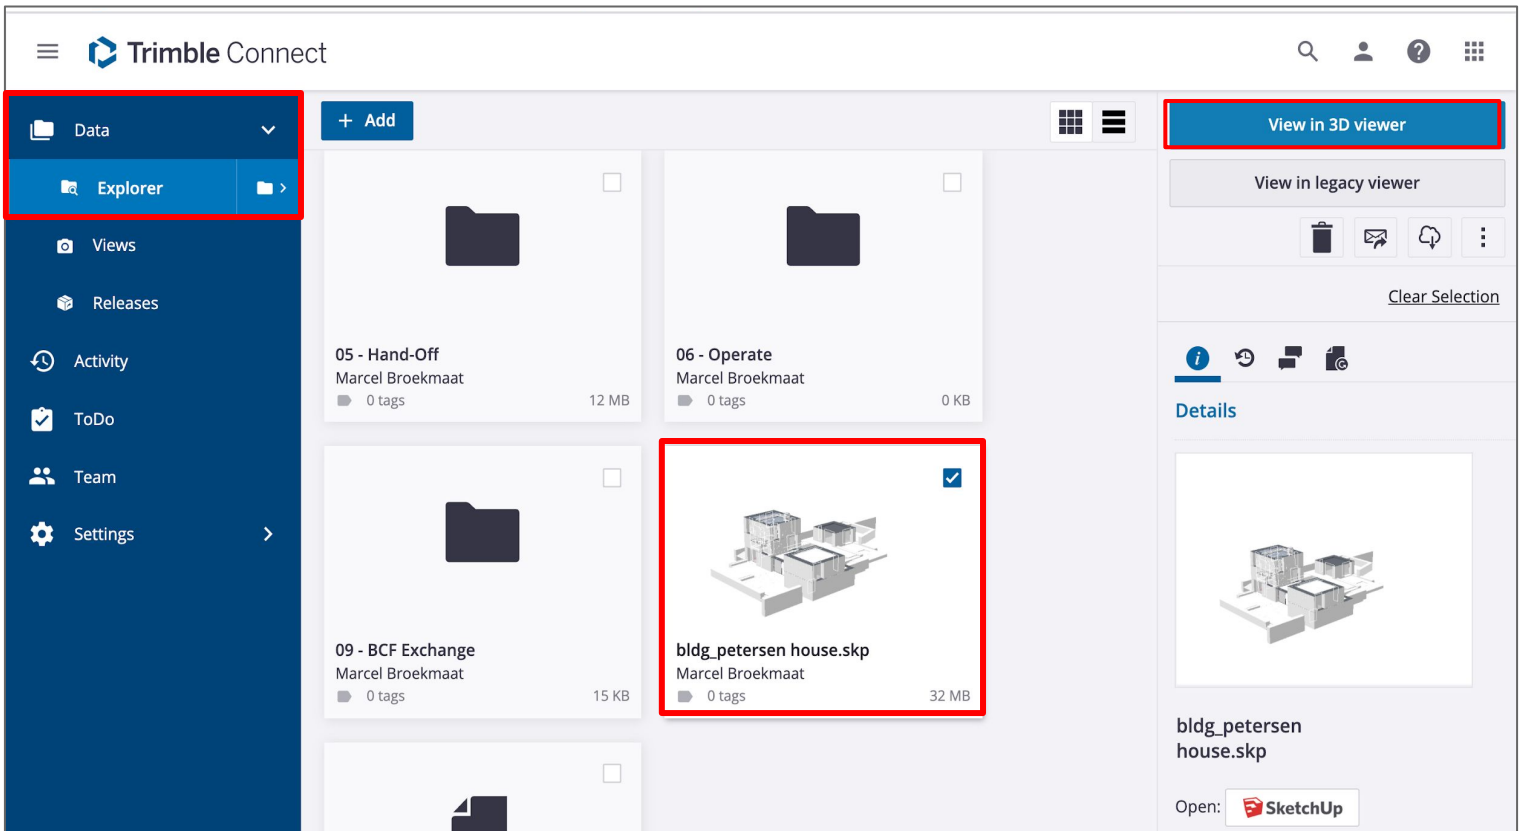 Trimble Connect
Data
Explorer
Views
Releases
Activity
ToDo
Team
Settings
+ Add
05 - Hand-Off
Marcel Broekmaat
0 tags
12 MB
06 - Operate
Marcel Broekmaat
0 tags
0 KB
09 - BCF Exchange
Marcel Broekmaat
0 tags
15 KB
bldg_petersen house.skp
Marcel Broekmaat
0 tags
32 MB
View in 3D viewer
View in legacy viewer
Clear Selection
Details
bldg_petersen
house.skp
Open: SketchUp